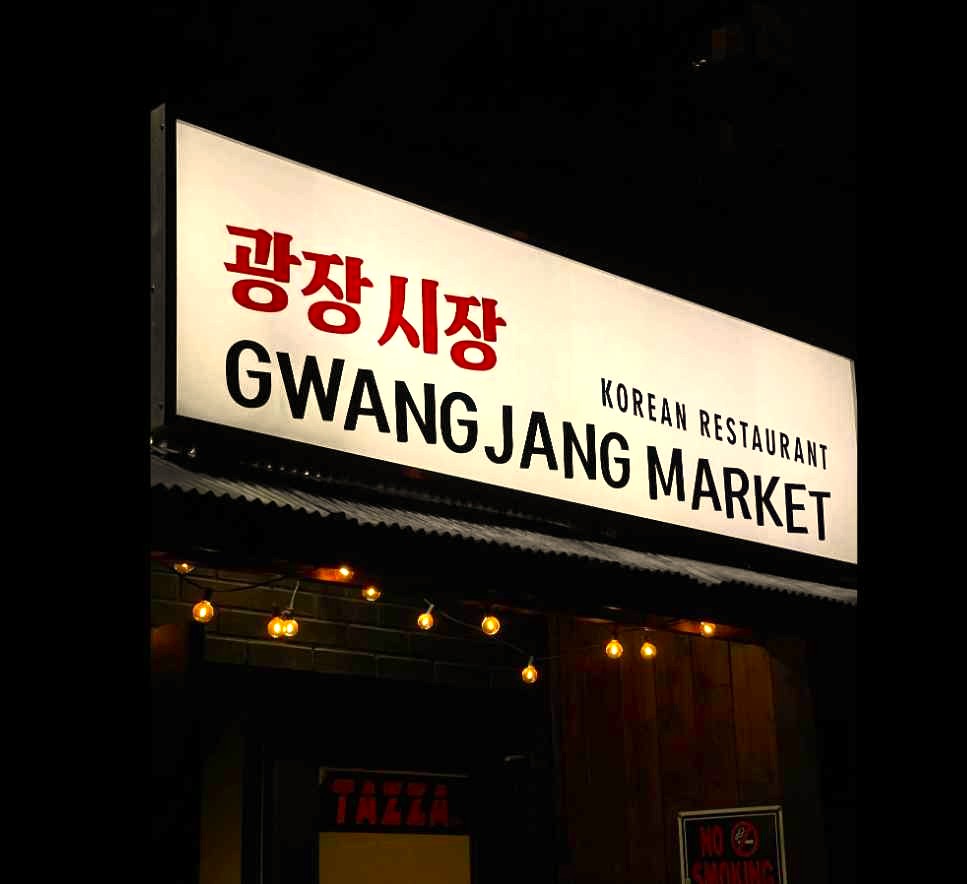 광장시장
KOREAN RESTAURANT
GWANGJANG MARKET
TAZZA
NO
SMOKING